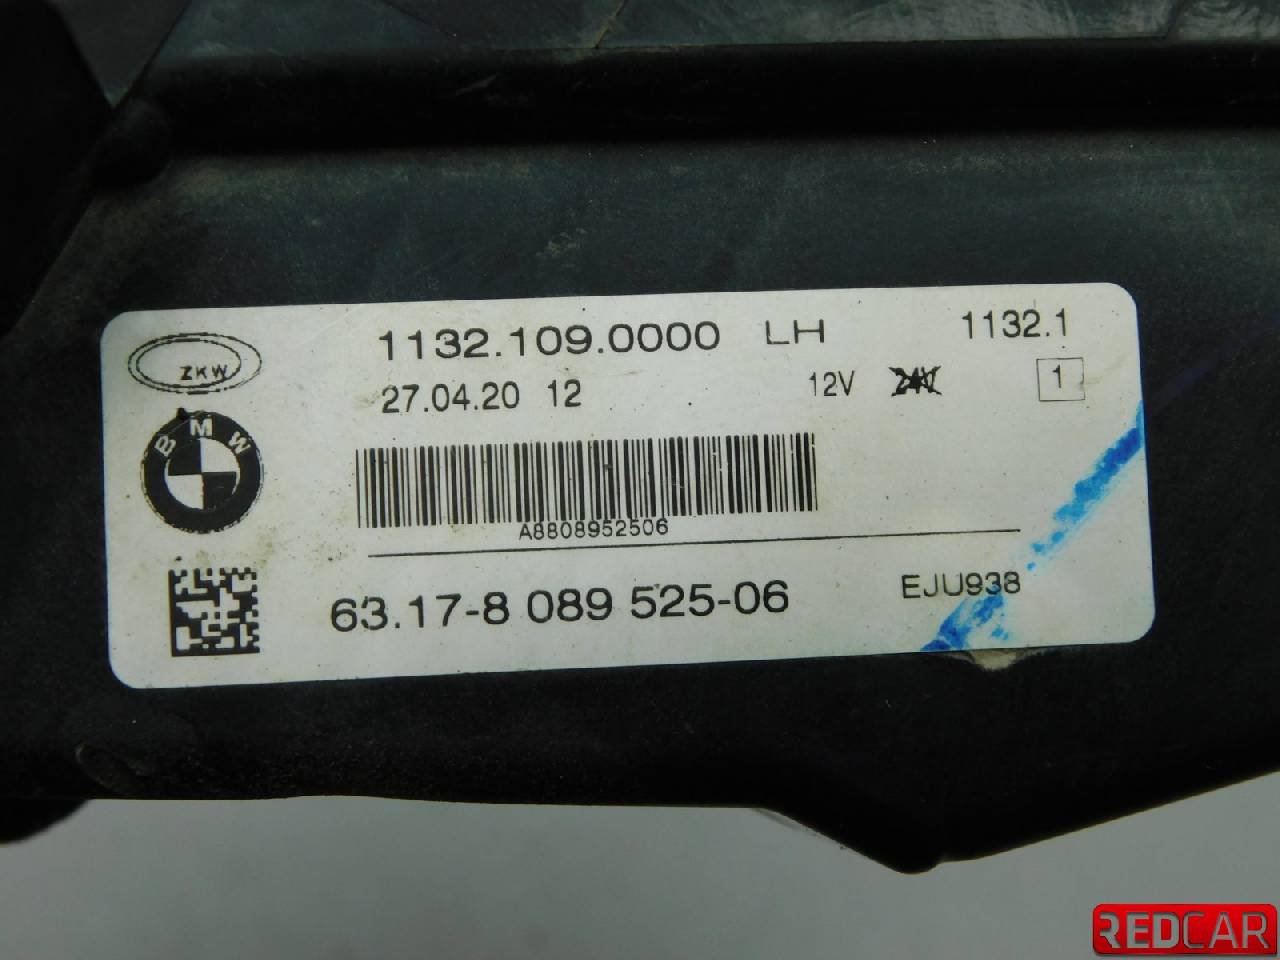 1132.109.0000 LH 1132.1
ZKW
27.04.20 12 12V 24V 1
BMW
A8808952506
63.17-8 089 525-06 EJU938
REDCAR